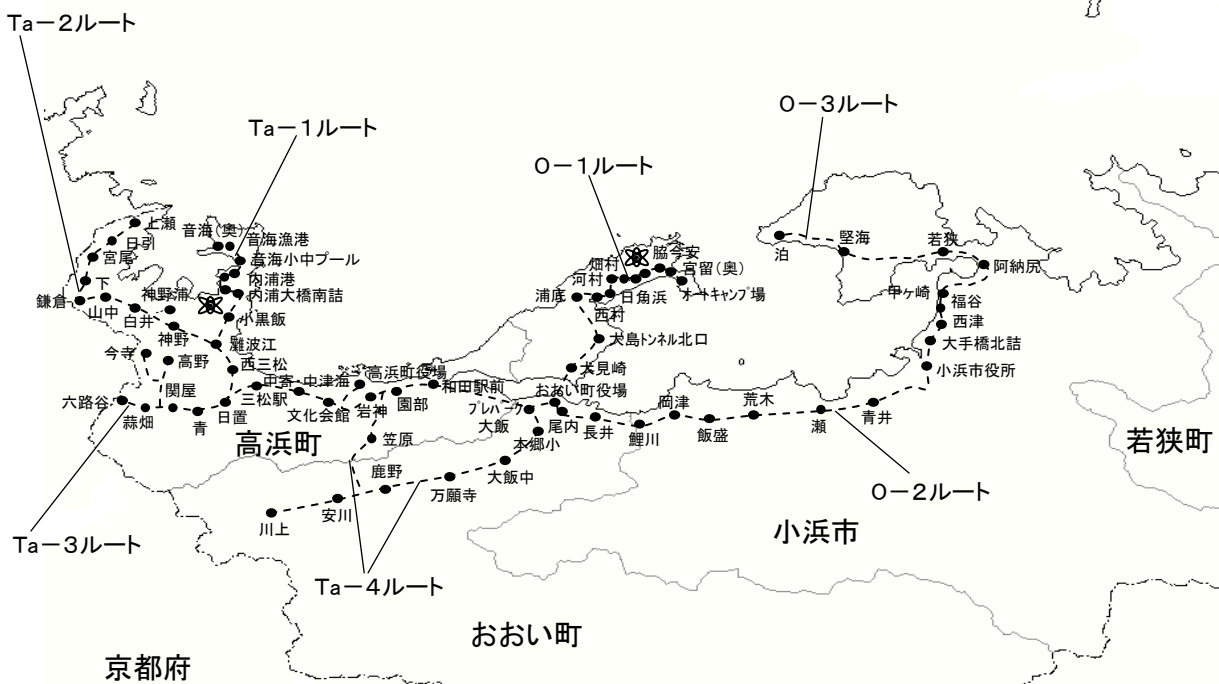 Ta－2ルート
Ta－1ルート
O－3ルート
O－1ルート
上瀬
音海(奥)
音海漁港
日引
宮尾
音海小中プール
下
内浦港
鎌倉
山中
神野浦
内浦大橋南詰
白井
小黒飯
神野
難波江
今寺
高野
西三松
関屋
六路谷
蒜畑
青
日置
三松駅
中寄
中津海
文化会館
高浜町役場
岩神
園部
和田駅前
笠原
高浜町
脇今安
畑村
宮留(奥)
河村
浦底
日角浜
オートキャンプ場
西村
犬島トンネル北口
犬見崎
おおい町役場
プレパーク
大飯
尾内
長井
本郷小
鯉川
岡津
飯盛
荒木
瀬
青井
泊
堅海
若狭
阿納尻
甲ヶ崎
福谷
西津
大手橋北詰
小浜市役所
若狭町
鹿野
大飯中
万願寺
安川
川上
O－2ルート
小浜市
Ta－3ルート
Ta－4ルート
おおい町
京都府